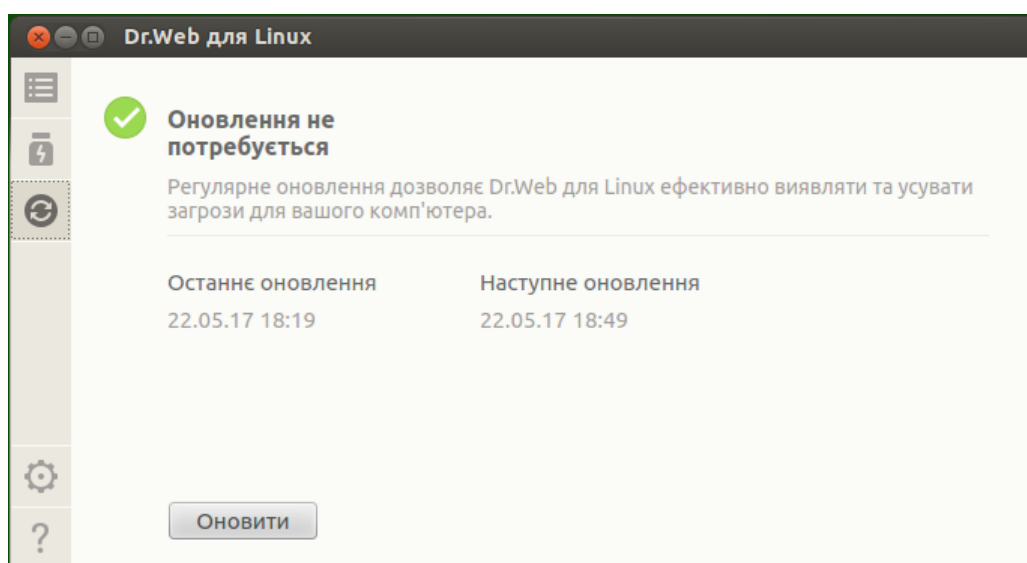 Dr.Web для Linux
Оновлення не
потребується
Регулярне оновлення дозволяє Dr.Web для Linux ефективно виявляти та усувати
загрози для вашого комп'ютера.
Останнє оновлення Наступне оновлення
22.05.17 18:19 22.05.17 18:49
Оновити
?